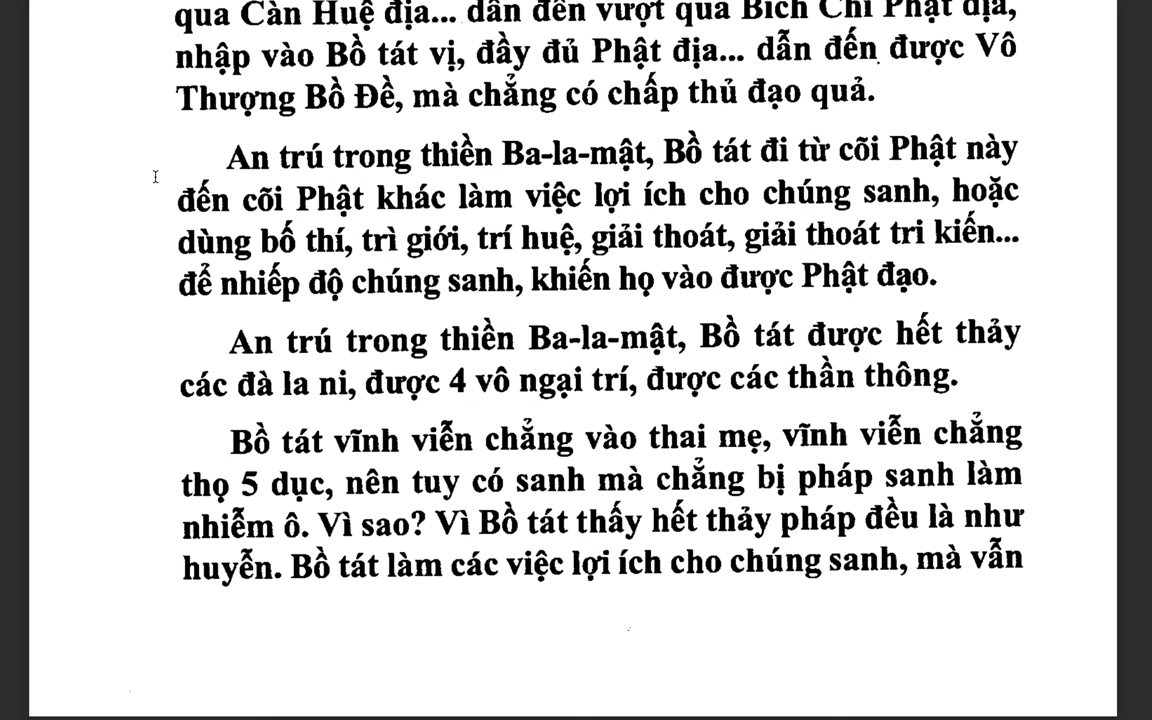 qua Càn Huệ địa... dẫn đến vượt qua Bích Chi Phật địa,
nhập vào Bồ tát vị, đầy đủ Phật địa... dẫn đến được Vô
Thượng Bồ Đề, mà chẳng có chấp thủ đạo quả.
An trú trong thiền Ba-la-mật, Bồ tát đi từ cõi Phật này
đến cõi Phật khác làm việc lợi ích cho chúng sanh, hoặc
dùng bố thí, trì giới, trí huệ, giải thoát, giải thoát tri kiến...
để nhiếp độ chúng sanh, khiến họ vào được Phật đạo.
An trú trong thiền Ba-la-mật, Bồ tát được hết thảy
các đà la ni, được 4 vô ngại trí, được các thần thông.
Bồ tát vĩnh viễn chẳng vào thai mẹ, vĩnh viễn chẳng
thọ 5 dục, nên tuy có sanh mà chẳng bị pháp sanh làm
nhiễm ô. Vì sao? Vì Bồ tát thấy hết thảy pháp đều là như
huyễn. Bồ tát làm các việc lợi ích cho chúng sanh, mà vẫn